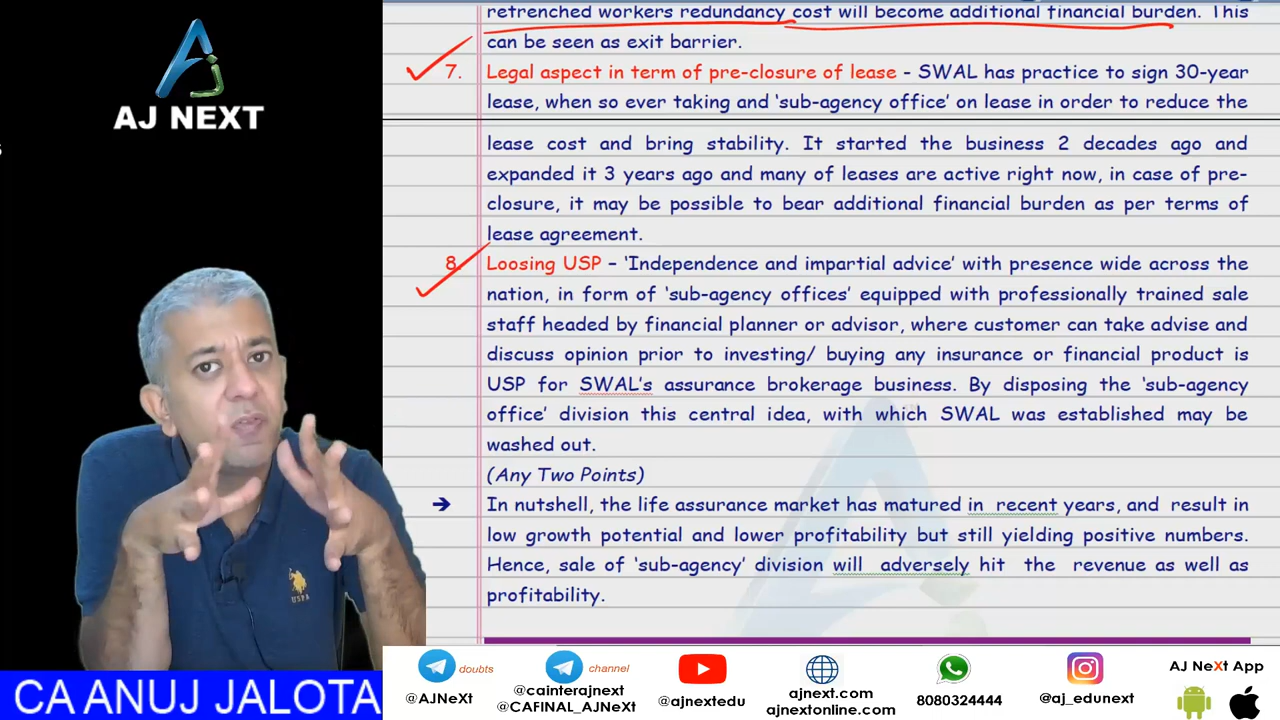 AJ NEXT
retrenched workers redundancy cost will become additional financial burden. This
can be seen as exit barrier.
7. Legal aspect in term of pre-closure of lease - SWAL has practice to sign 30-year
lease, when so ever taking and ‘sub-agency office’ on lease in order to reduce the
lease cost and bring stability. It started the business 2 decades ago and
expanded it 3 years ago and many of leases are active right now, in case of pre-
closure, it may be possible to bear additional financial burden as per terms of
lease agreement.
8. Loosing USP – ‘Independence and impartial advice’ with presence wide across the
nation, in form of ‘sub-agency offices’ equipped with professionally trained sale
staff headed by financial planner or advisor, where customer can take advise and
discuss opinion prior to investing/ buying any insurance or financial product is
USP for SWAL’s assurance brokerage business. By disposing the ‘sub-agency
office’ division this central idea, with which SWAL was established may be
washed out.
(Any Two Points)
➔ In nutshell, the life assurance market has matured in recent years, and result in
low growth potential and lower profitability but still yielding positive numbers.
Hence, sale of ‘sub-agency’ division will adversely hit the revenue as well as
profitability.
USPA
CA ANUJ JALOTA
doubts
@AJNeXt
channel
@cainterajnext
@CAFINAL_AJNeXt
@ajnextedu
ajnext.com
ajnextonline.com
8080324444
@aj_edunext
AJ NeXt App